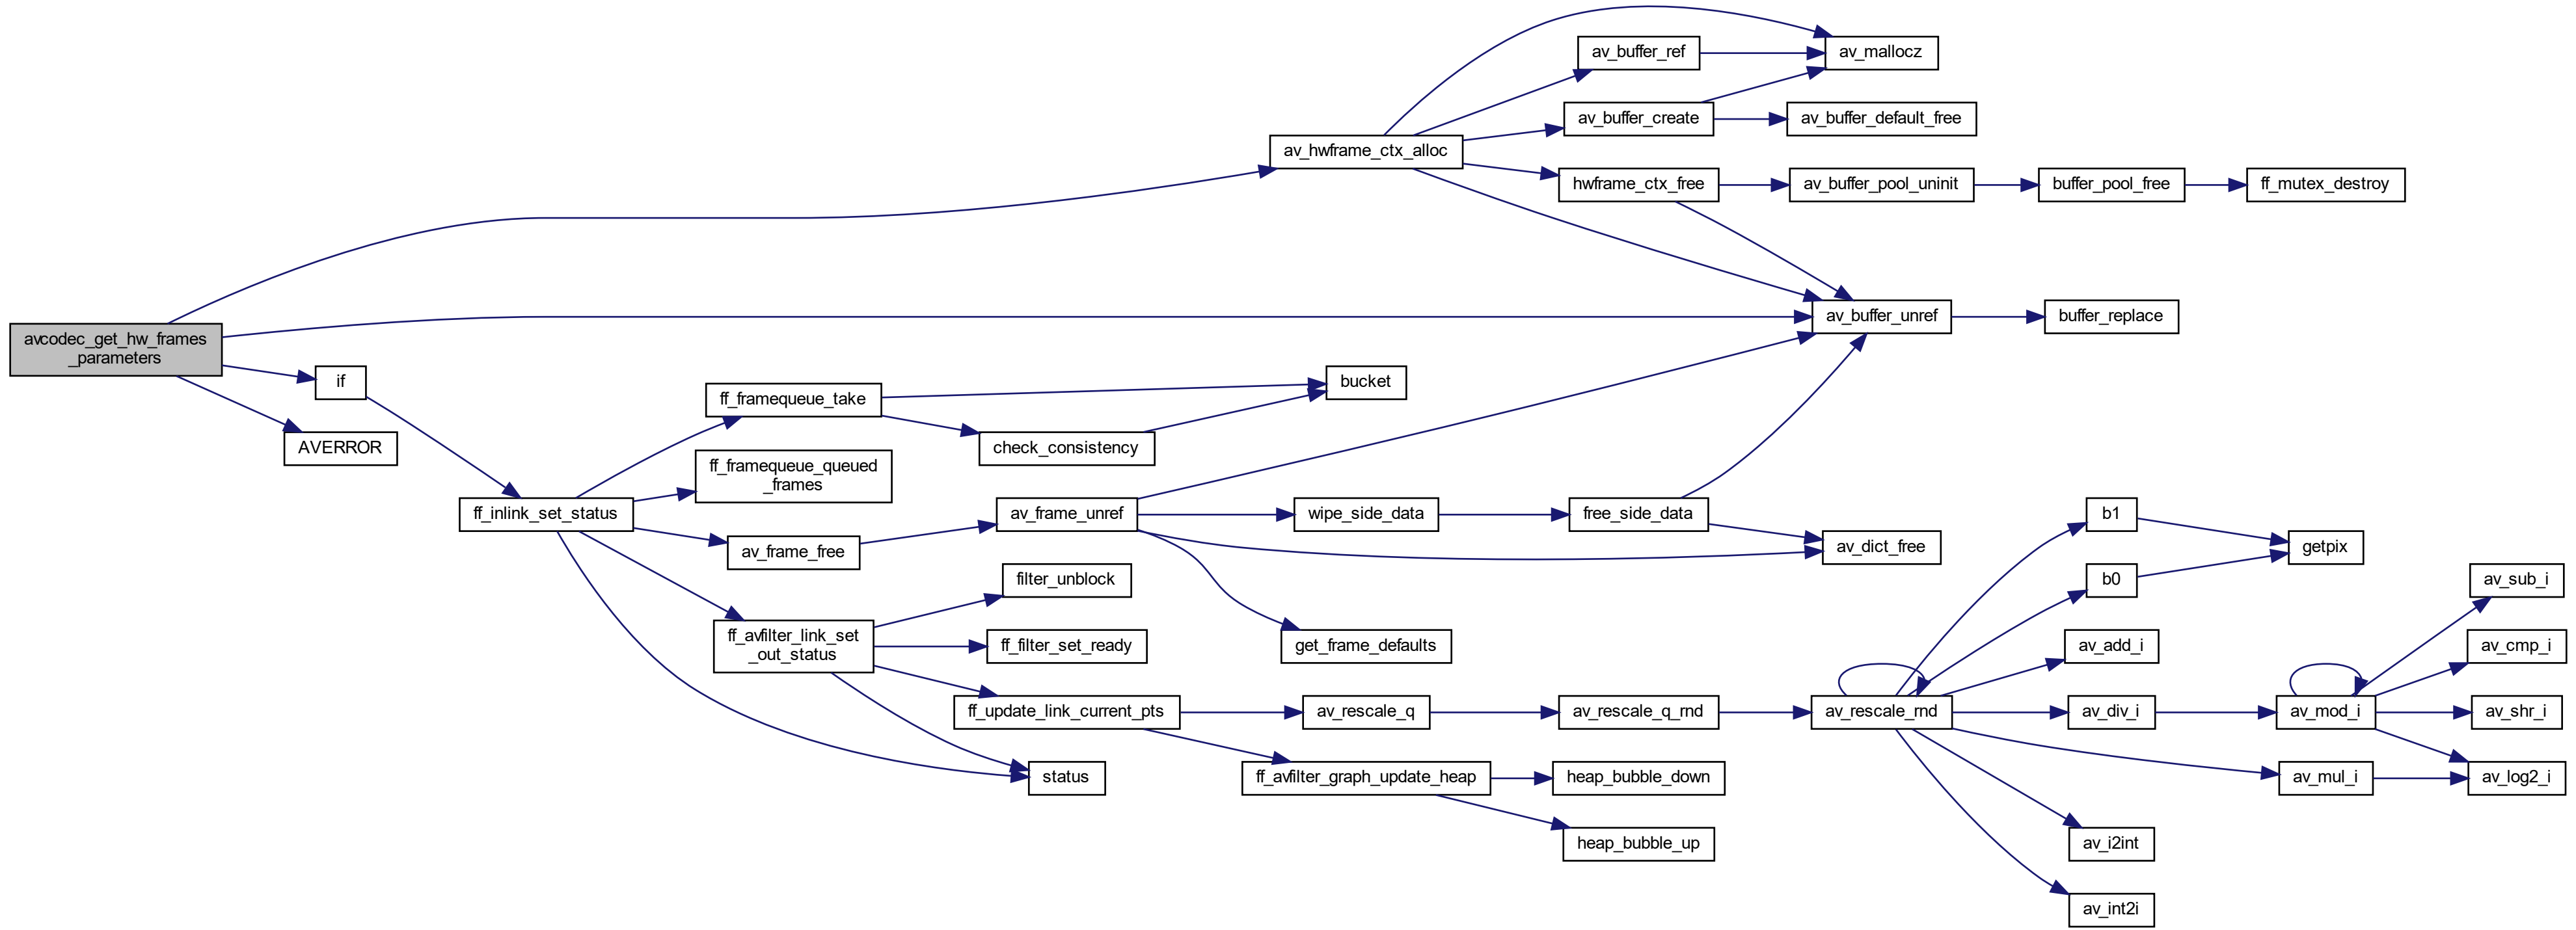 avcodec_get_hw_frames
_parameters
if
AVERROR
ff_inlink_set_status
ff_framequeue_take
ff_framequeue_queued
_frames
av_frame_free
ff_avfilter_link_set
_out_status
check_consistency
av_frame_unref
filter_unblock
ff_filter_set_ready
ff_update_link_current_pts
status
av_hwframe_ctx_alloc
bucket
wipe_side_data
get_frame_defaults
av_rescale_q
ff_avfilter_graph_update_heap
av_buffer_ref
av_buffer_create
hwframe_ctx_free
free_side_data
av_rescale_q_rnd
heap_bubble_down
heap_bubble_up
av_mallocz
av_buffer_default_free
av_buffer_pool_uninit
av_buffer_unref
av_dict_free
av_rescale_rnd
buffer_pool_free
buffer_replace
b1
b0
av_add_i
av_div_i
av_i2int
av_int2i
ff_mutex_destroy
getpix
av_mod_i
av_mul_i
av_sub_i
av_cmp_i
av_shr_i
av_log2_i